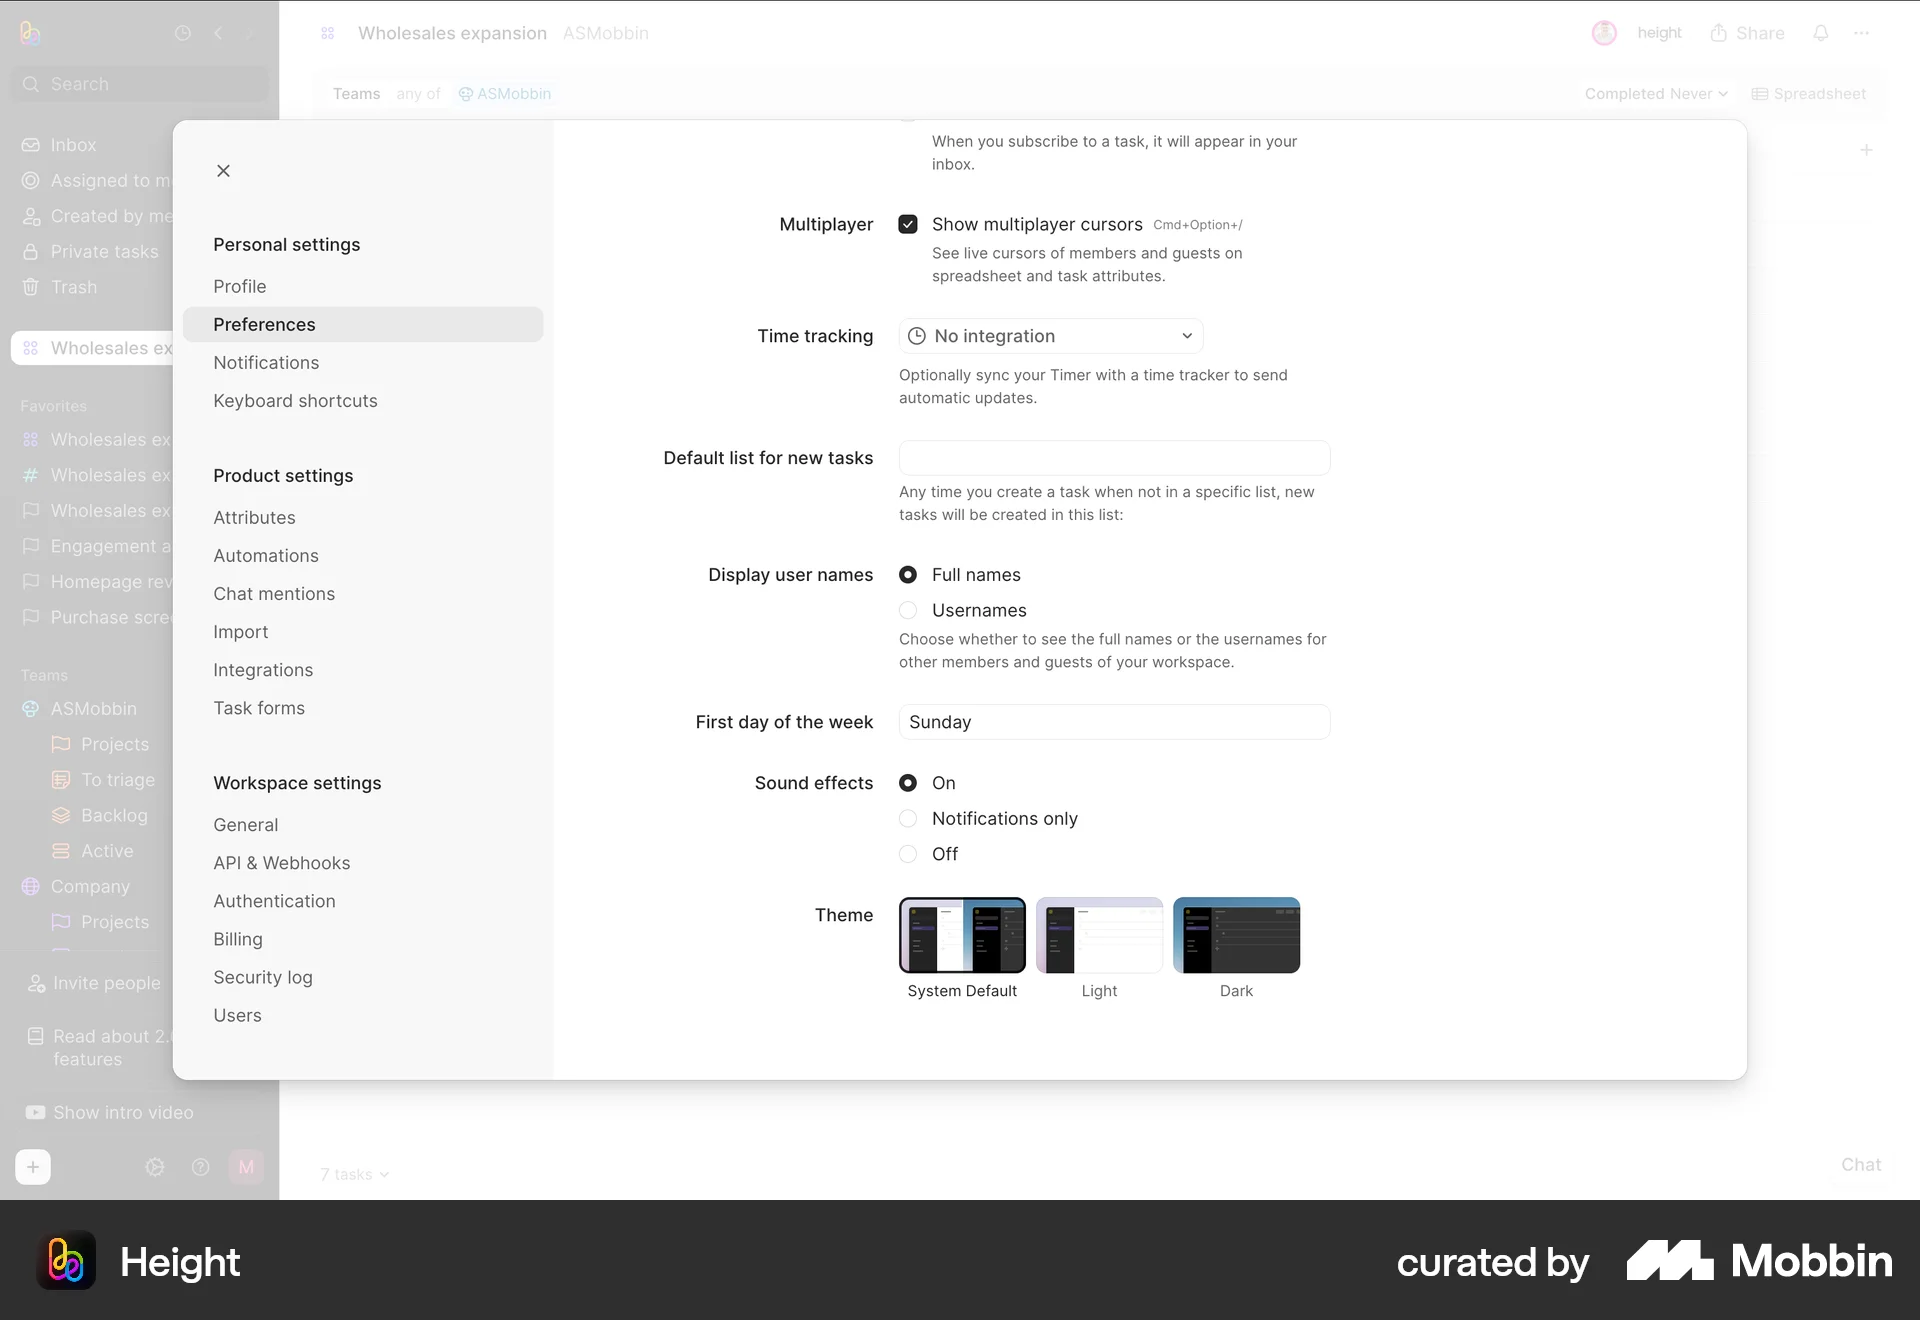 Wholesales expansion ASMobbin
height
Share
Search
Teams any of ASMobbin
Completed Never
Spreadsheet
Inbox
Assigned to m
Created by me
Private tasks
Trash
Wholesales ex
Favorites
Wholesales ex
Wholesales ex
Wholesales ex
Engagement a
Homepage rev
Purchase scre
Teams
ASMobbin
Projects
To triage
Backlog
Active
Company
Projects
Invite people
Read about 2.
features
Show intro video
M
Personal settings
Profile
Preferences
Notifications
Keyboard shortcuts
Product settings
Attributes
Automations
Chat mentions
Import
Integrations
Task forms
Workspace settings
General
API & Webhooks
Authentication
Billing
Security log
Users
When you subscribe to a task, it will appear in your
inbox.
Multiplayer
Show multiplayer cursors Cmd+Option+/
See live cursors of members and guests on
spreadsheet and task attributes.
Time tracking
No integration
Optionally sync your Timer with a time tracker to send
automatic updates.
Default list for new tasks
Any time you create a task when not in a specific list, new
tasks will be created in this list:
Display user names
Full names
Usernames
Choose whether to see the full names or the usernames for
other members and guests of your workspace.
First day of the week
Sunday
Sound effects
On
Notifications only
Off
Theme
System Default
Light
Dark
7 tasks
Chat
Height
curated by Mobbin